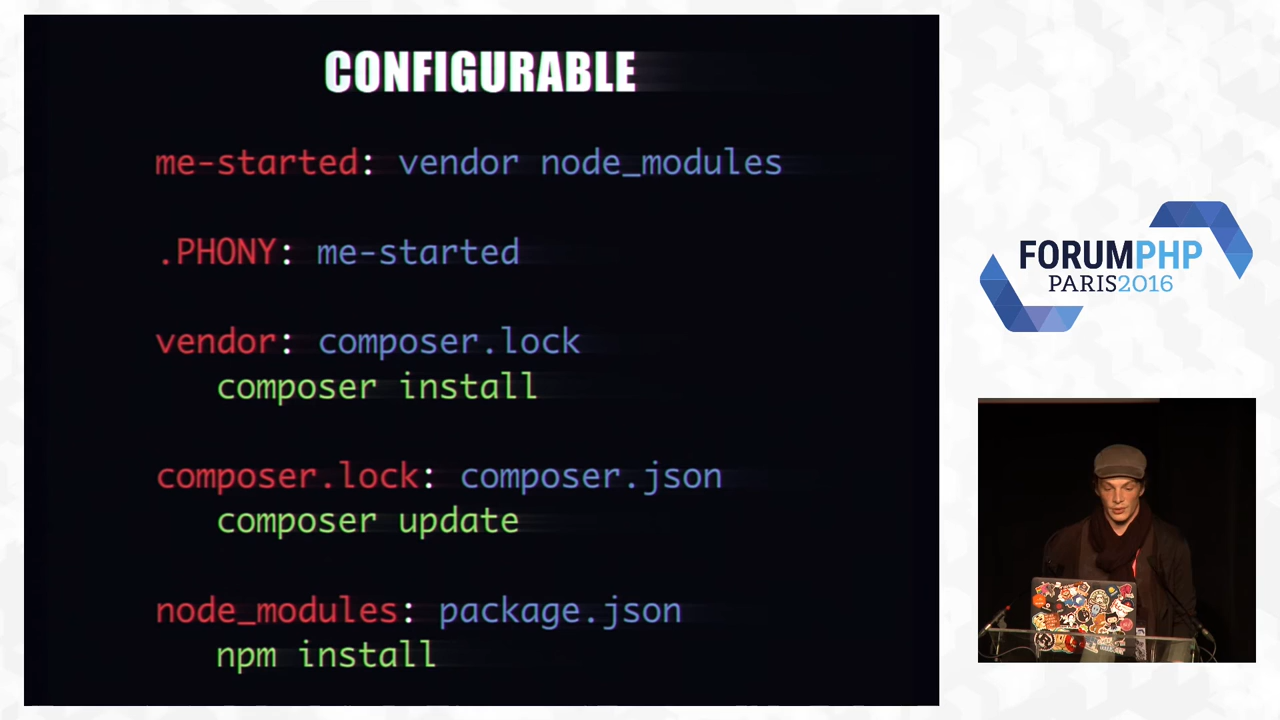 CONFIGURABLE
me-started: vendor node_modules
.PHONY: me-started
vendor: composer.lock
composer install
composer.lock: composer.json
composer update
node_modules: package.json
npm install
FORUMPHP
PARIS2016